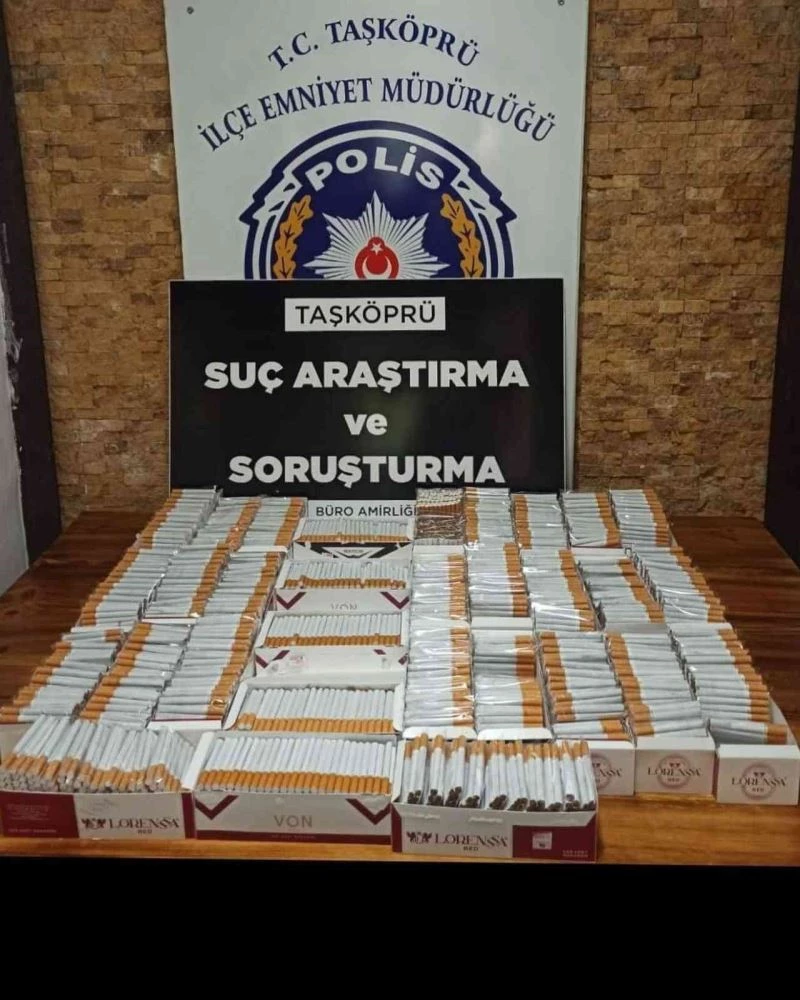 T.C. TAŞKÖPRÜ
İLÇE EMNİYET MÜDÜRLÜĞÜ
POLİS
TAŞKÖPRÜ
SUÇ ARAŞTIRMA
ve
SORUŞTURMA
BÜRO AMİRLİĞİ
VON
LORENSSA
RED
LORENSSA
RED
LORENSSA
RED
VON
LORENSSA
RED